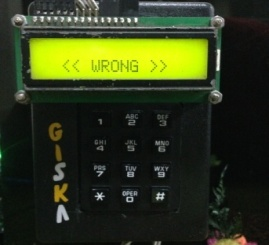 << WRONG >>
GISKA
1
ABC
2
DEF
3
GHI
4
JKL
5
MNO
6
PRS
7
TUV
8
WXY
9
*
OPER
0
#